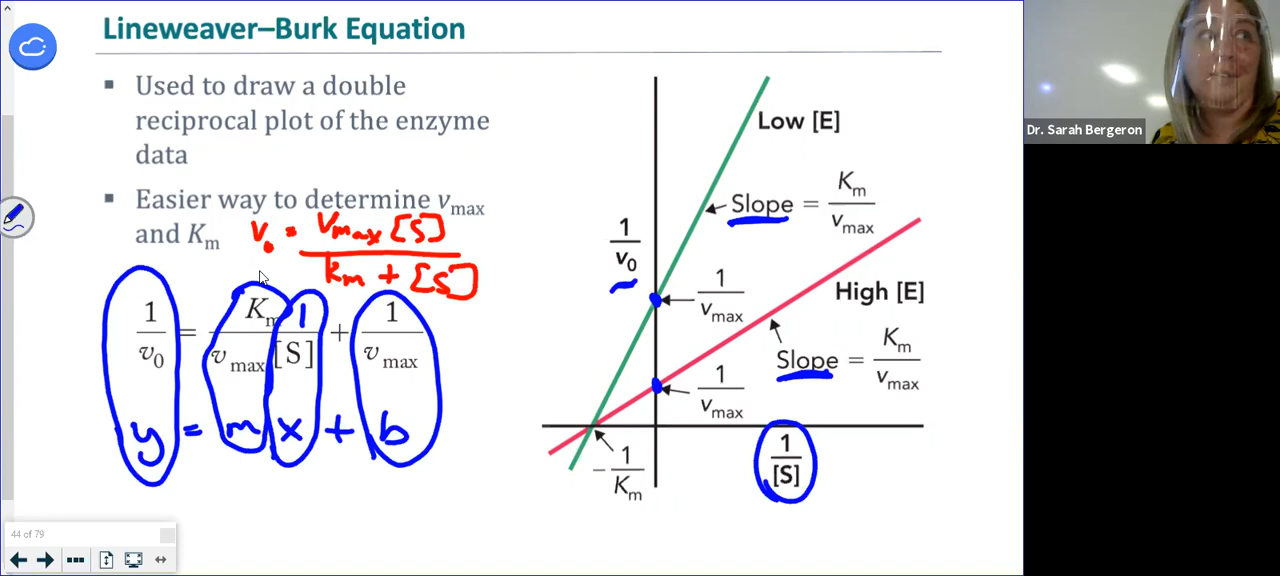 Lineweaver–Burk Equation
▪ Used to draw a double
reciprocal plot of the enzyme
data
▪ Easier way to determine vmax
and Km
v0 = Vmax [S]
km + [S]
1 / v0 = Km 1 / vmax [S] + 1 / vmax
y = m x + b
Low [E]
Slope = Km / vmax
1 / v0
1 / vmax
High [E]
Slope = Km / vmax
1 / vmax
− 1 / Km
1 / [S]
44 of 79
Dr. Sarah Bergeron